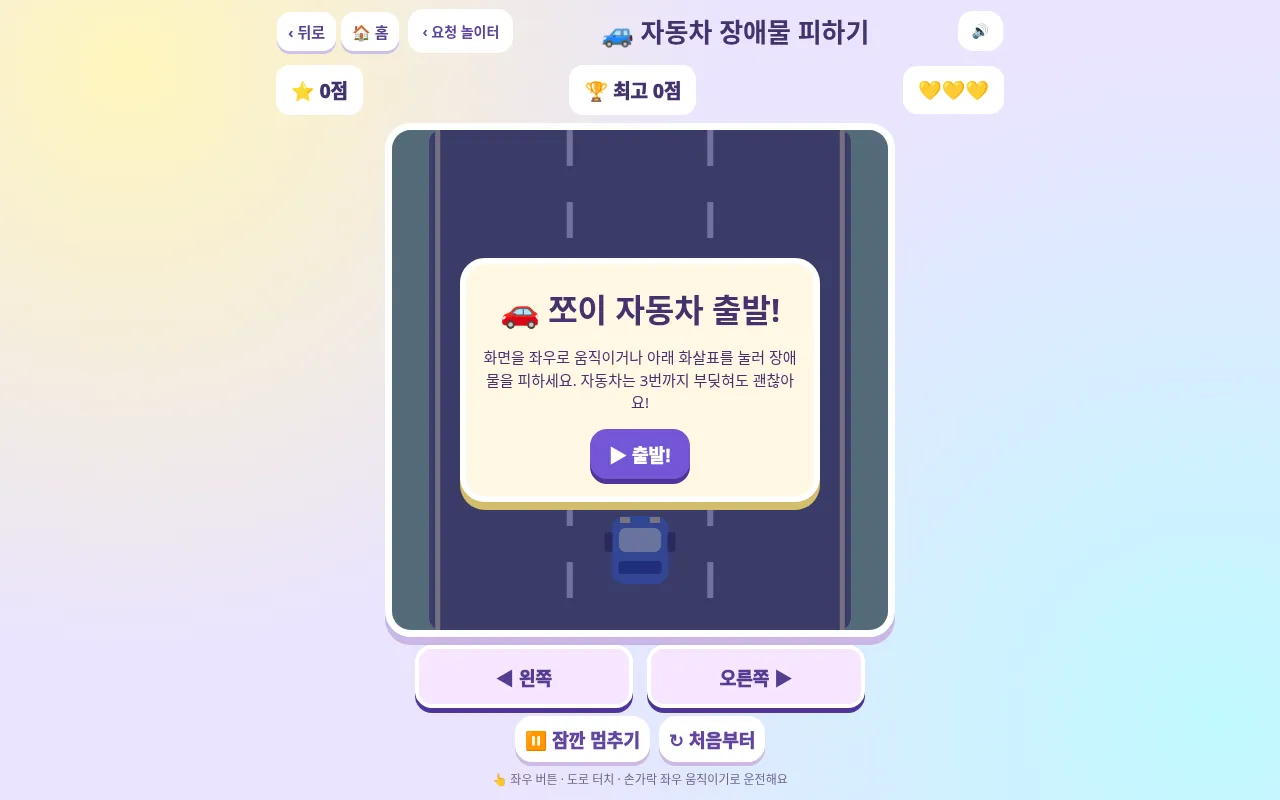 ‹ 뒤로
🏠 홈
‹ 요청 놀이터
🚙 자동차 장애물 피하기
🔊
⭐ 0점
🏆 최고 0점
💛💛💛
🚗 쪼이 자동차 출발!
화면을 좌우로 움직이거나 아래 화살표를 눌러 장애
물을 피하세요. 자동차는 3번까지 부딪혀도 괜찮아
요!
▶ 출발!
◀ 왼쪽
오른쪽 ▶
⏸️ 잠깐 멈추기
↻ 처음부터
👆 좌우 버튼 · 도로 터치 · 손가락 좌우 움직이기로 운전해요